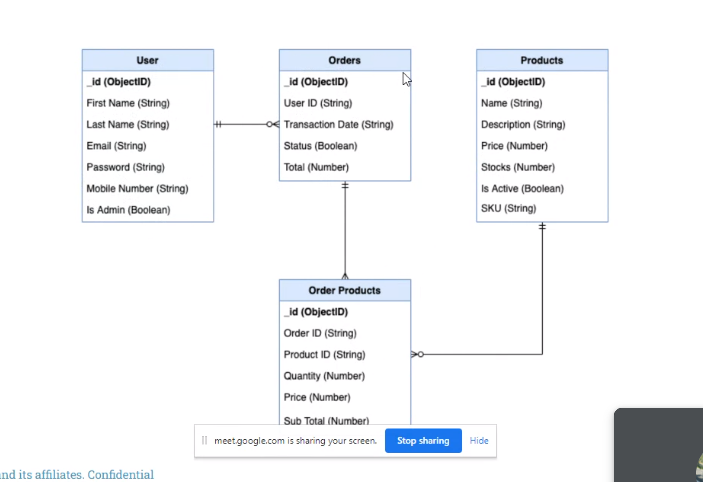 User
_id (ObjectID)
First Name (String)
Last Name (String)
Email (String)
Password (String)
Mobile Number (String)
Is Admin (Boolean)
Orders
_id (ObjectID)
User ID (String)
Transaction Date (String)
Status (Boolean)
Total (Number)
Products
_id (ObjectID)
Name (String)
Description (String)
Price (Number)
Stocks (Number)
Is Active (Boolean)
SKU (String)
Order Products
_id (ObjectID)
Order ID (String)
Product ID (String)
Quantity (Number)
Price (Number)
Sub Total (Number)
meet.google.com is sharing your screen.
Stop sharing
Hide
nd its affiliates. Confidential